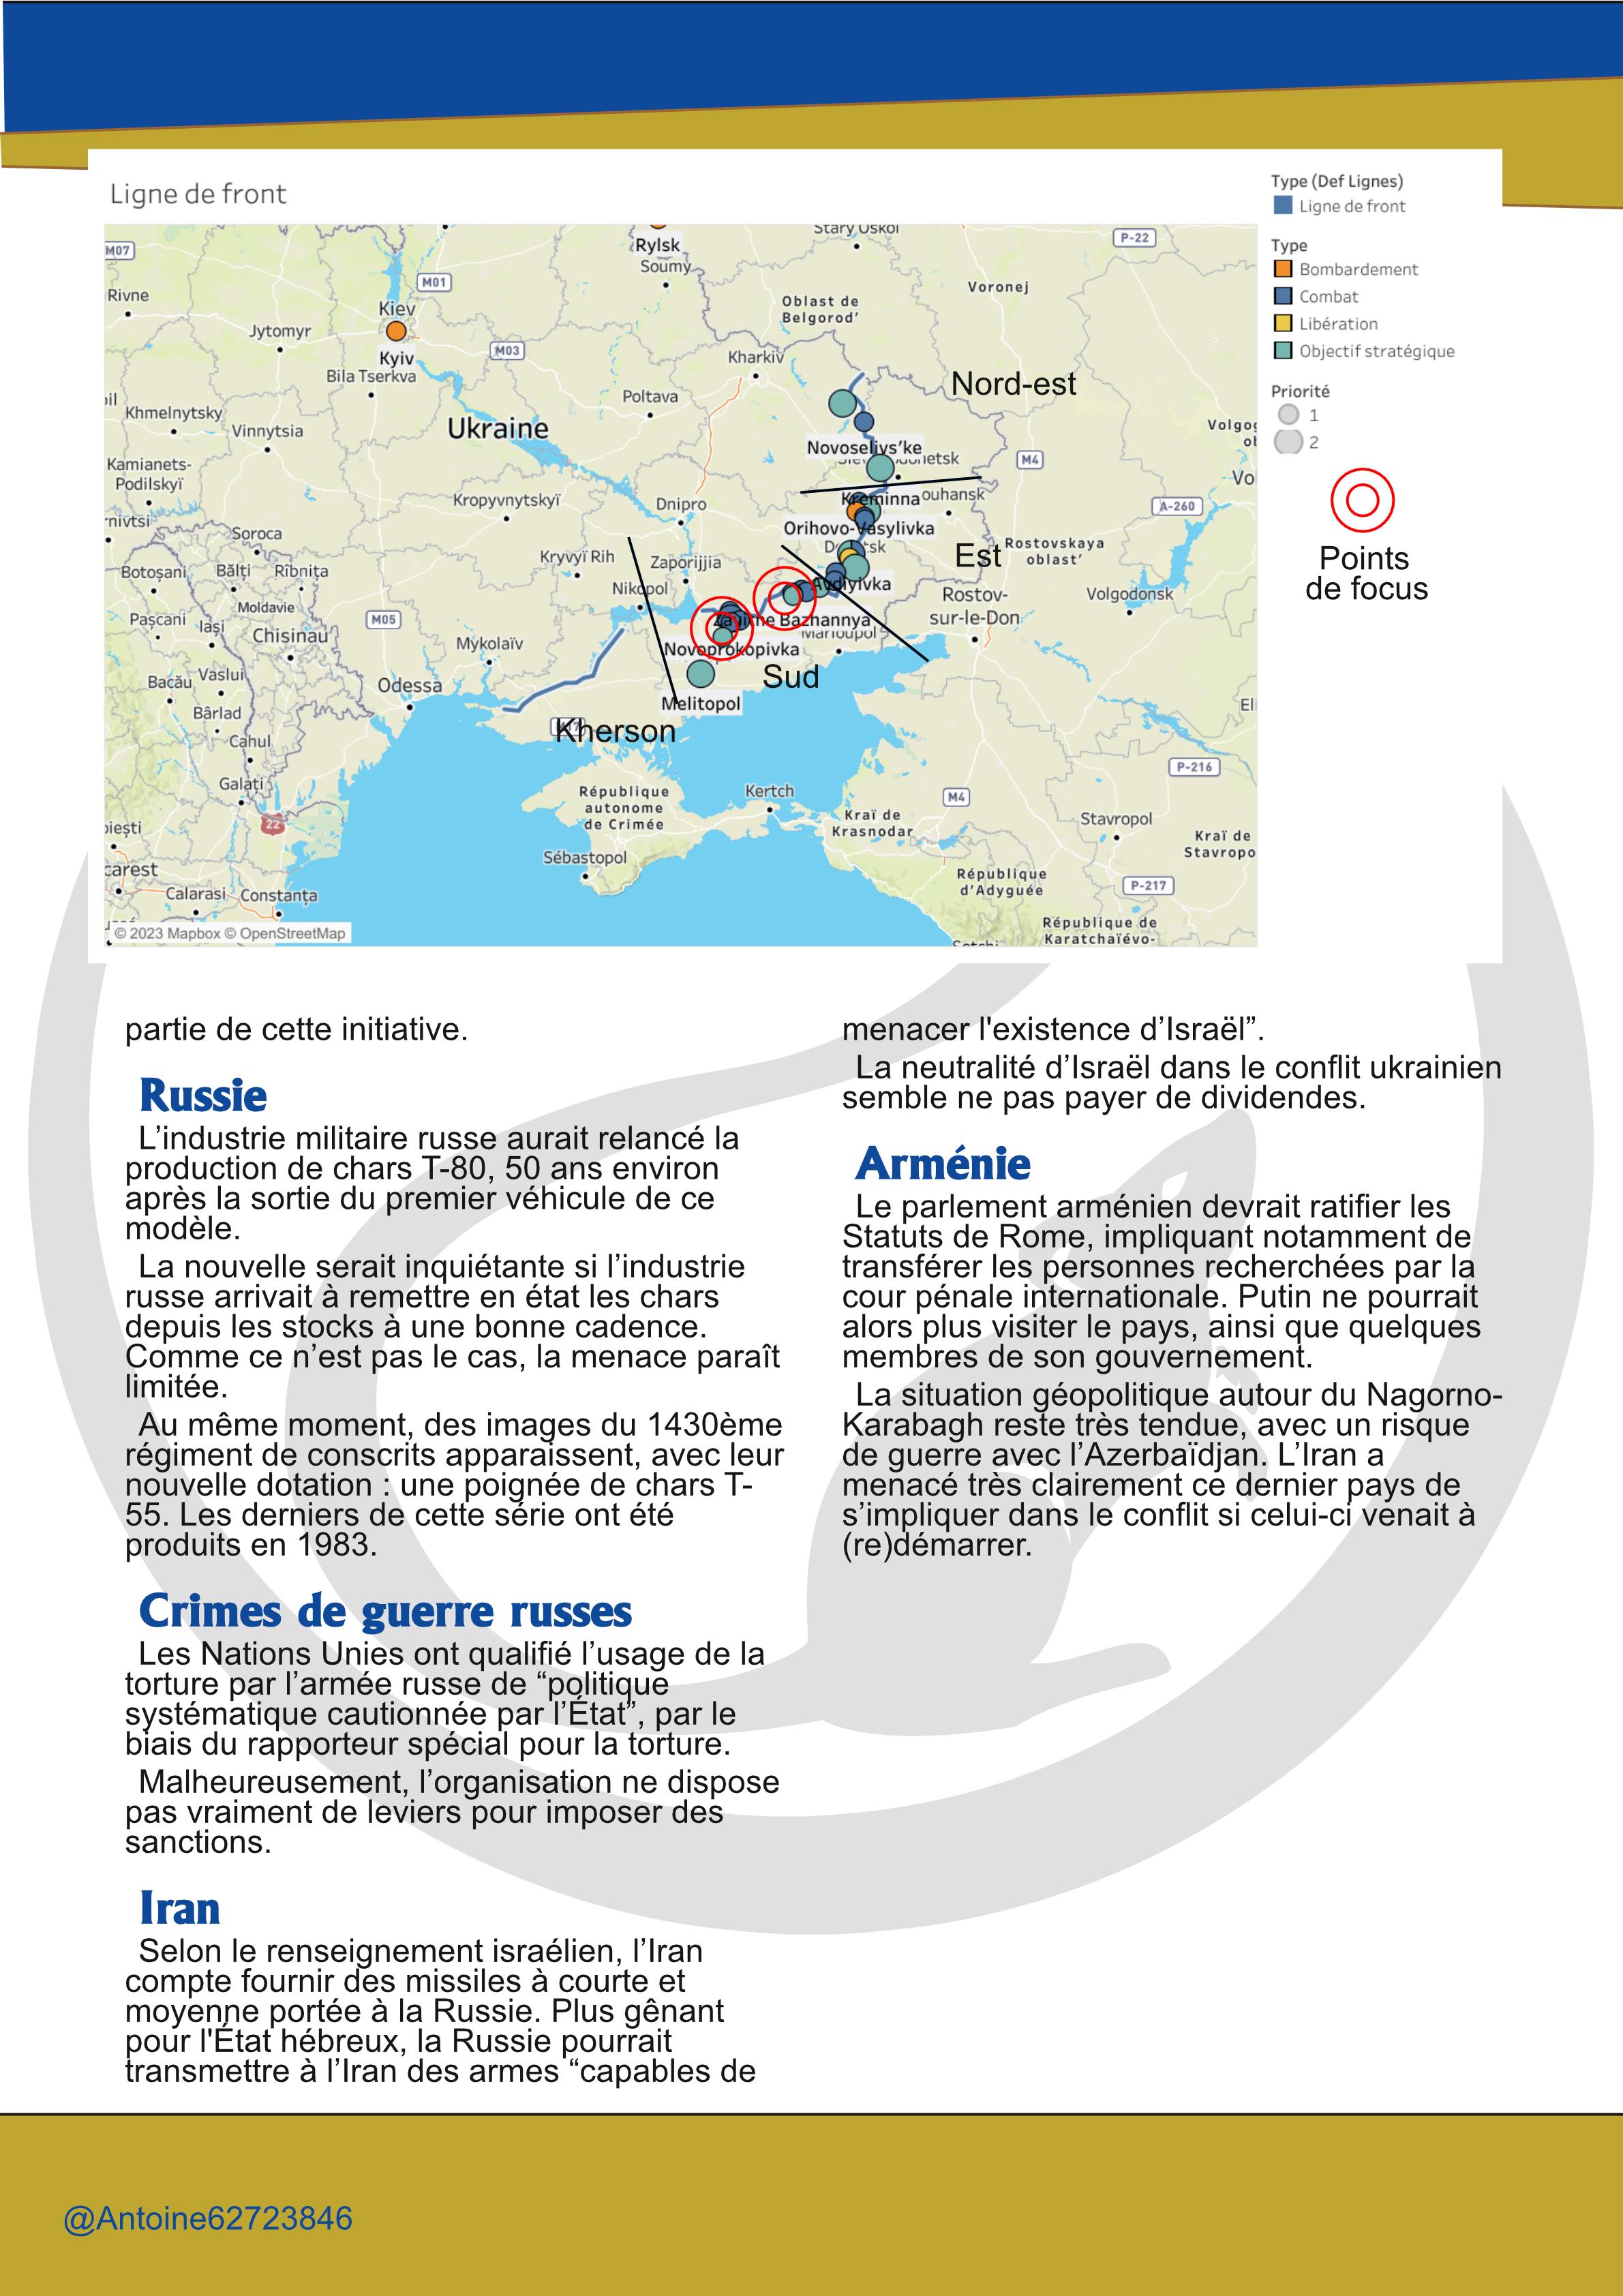 Ligne de front
Type (Def Lignes)
Ligne de front
Type
Bombardement
Combat
Libération
Objectif stratégique
Priorité
1
2
Points
de focus
M07
Rylsk
Stary Oskol
P-22
Soumy
M01
Rivne
Oblast de
Belgorod’
Voronej
Kiev
Jytomyr
Kyiv
M03
Kharkiv
Bila Tserkva
Nord-est
Poltava
Khmelnytsky
Vinnytsia
Ukraine
Novoselivs’ke
M4
Kamianets-
Podilskyï
Kropyvnytskyï
Dnipro
Kreminna
A-260
Soroca
Orihovo-Vasylivka
Kryvyï Rih
Zaporijjia
Est
Rostovskaya
oblast’
Botoșani
Bălți
Rîbnița
Nikopol
Avdiyivka
Rostov-
sur-le-Don
Volgodonsk
Moldavie
Pașcani
Iași
M05
Chisinau
Zavitne Bazhannya
Marioupol
Mykolaïv
Novoprokopivka
Bacău
Vaslui
Odessa
Sud
Melitopol
Bârlad
Kherson
Cahul
P-216
Galați
République
autonome
de Crimée
Kertch
M4
Kraï de
Krasnodar
Stavropol
22
Kraï de
Stavropo
Sébastopol
République
d’Adyguée
P-217
Calarasi
Constanța
République de
Karatchaïévo-
© 2023 Mapbox © OpenStreetMap
partie de cette initiative.
Russie
L’industrie militaire russe aurait relancé la
production de chars T-80, 50 ans environ
après la sortie du premier véhicule de ce
modèle.
La nouvelle serait inquiétante si l’industrie
russe arrivait à remettre en état les chars
depuis les stocks à une bonne cadence.
Comme ce n’est pas le cas, la menace paraît
limitée.
Au même moment, des images du 1430ème
régiment de conscrits apparaissent, avec leur
nouvelle dotation : une poignée de chars T-
55. Les derniers de cette série ont été
produits en 1983.
Crimes de guerre russes
Les Nations Unies ont qualifié l’usage de la
torture par l’armée russe de “politique
systématique cautionnée par l’État”, par le
biais du rapporteur spécial pour la torture.
Malheureusement, l’organisation ne dispose
pas vraiment de leviers pour imposer des
sanctions.
Iran
Selon le renseignement israélien, l’Iran
compte fournir des missiles à courte et
moyenne portée à la Russie. Plus gênant
pour l'État hébreux, la Russie pourrait
transmettre à l’Iran des armes “capables de
menacer l'existence d’Israël”.
La neutralité d’Israël dans le conflit ukrainien
semble ne pas payer de dividendes.
Arménie
Le parlement arménien devrait ratifier les
Statuts de Rome, impliquant notamment de
transférer les personnes recherchées par la
cour pénale internationale. Putin ne pourrait
alors plus visiter le pays, ainsi que quelques
membres de son gouvernement.
La situation géopolitique autour du Nagorno-
Karabagh reste très tendue, avec un risque
de guerre avec l’Azerbaïdjan. L’Iran a
menacé très clairement ce dernier pays de
s’impliquer dans le conflit si celui-ci venait à
(re)démarrer.
@Antoine62723846